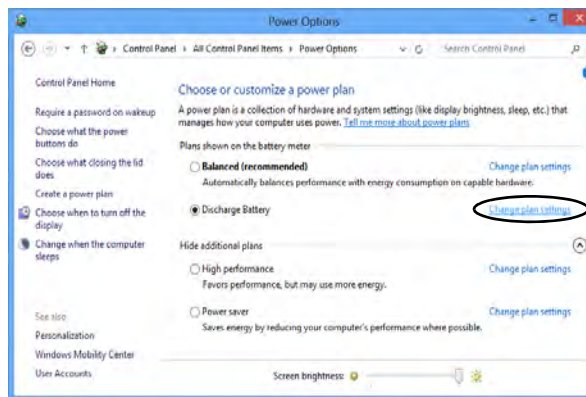 Power Options
Control Panel › All Control Panel Items › Power Options
Search Control Panel
Control Panel Home
Require a password on wakeup
Choose what the power
buttons do
Choose what closing the lid
does
Create a power plan
Choose when to turn off the
display
Change when the computer
sleeps
See also
Personalization
Windows Mobility Center
User Accounts
Choose or customize a power plan
A power plan is a collection of hardware and system settings (like display brightness, sleep, etc.) that
manages how your computer uses power. Tell me more about power plans
Plans shown on the battery meter
Balanced (recommended) Change plan settings
Automatically balances performance with energy consumption on capable hardware.
Discharge Battery Change plan settings
Hide additional plans
High performance Change plan settings
Favors performance, but may use more energy.
Power saver Change plan settings
Saves energy by reducing your computer's performance where possible.
Screen brightness: